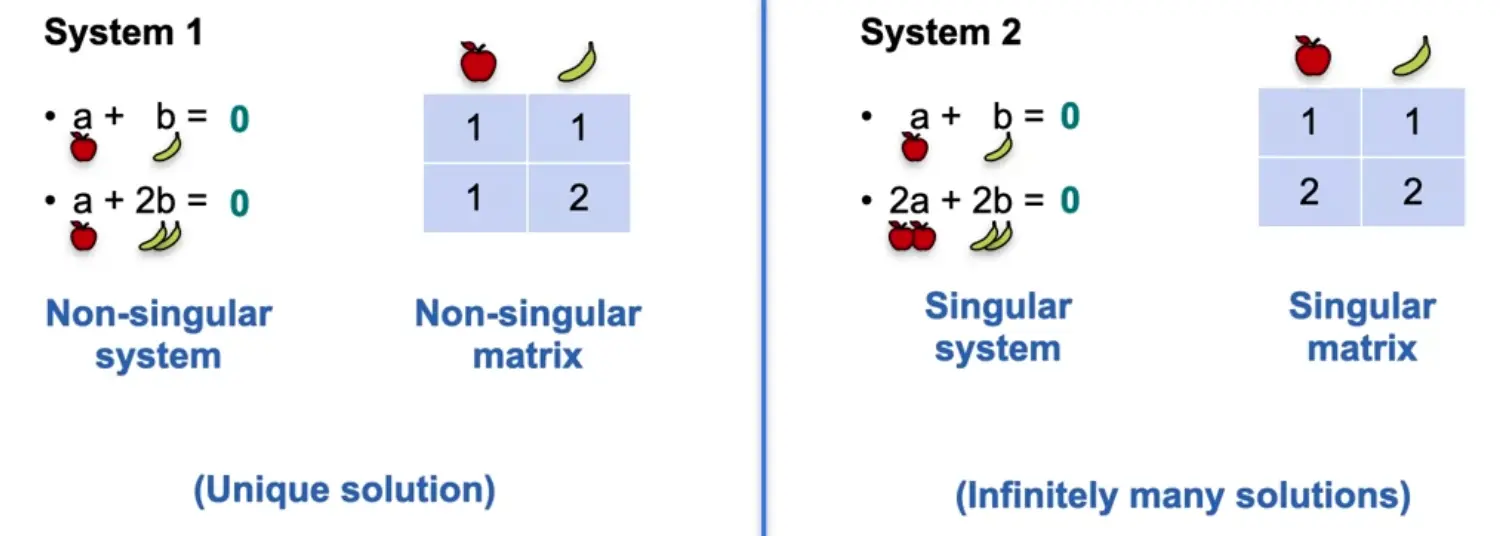 System 1
• a + b = 0
• a + 2b = 0
1 1
1 2
Non-singular
system
Non-singular
matrix
(Unique solution)
System 2
• a + b = 0
• 2a + 2b = 0
1 1
2 2
Singular
system
Singular
matrix
(Infinitely many solutions)